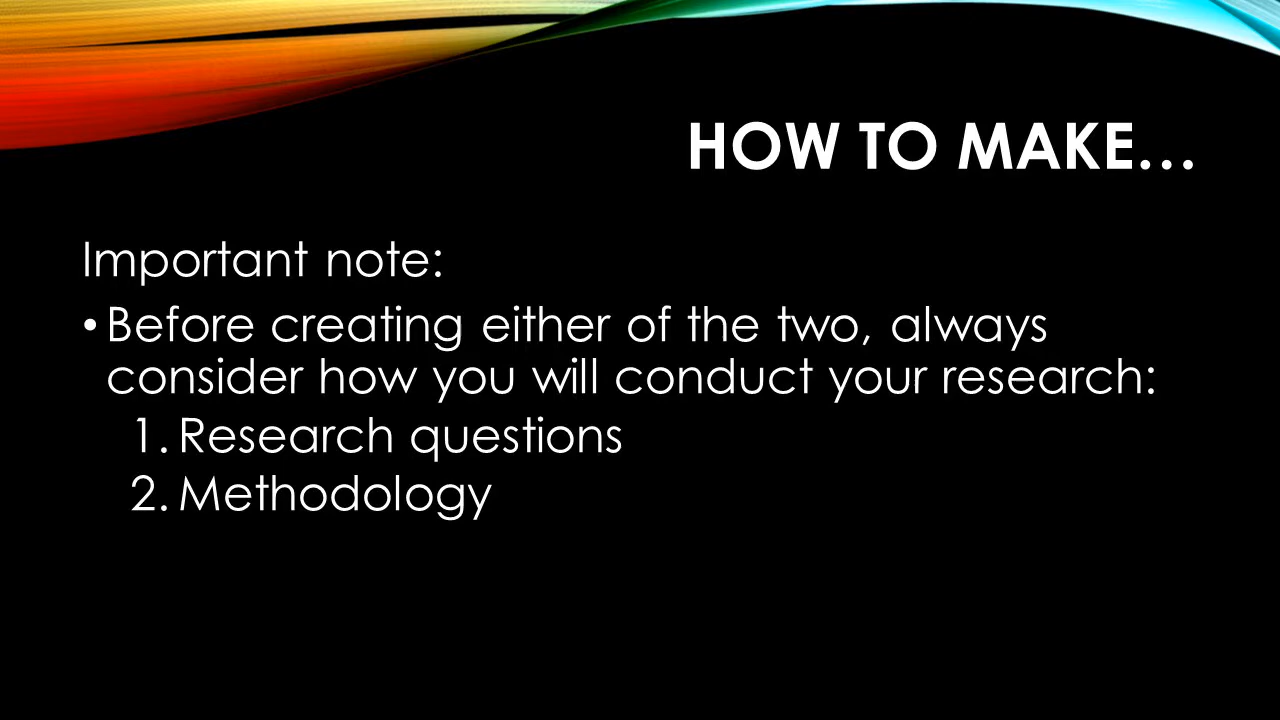 HOW TO MAKE…
Important note:
• Before creating either of the two, always
consider how you will conduct your research:
1. Research questions
2. Methodology